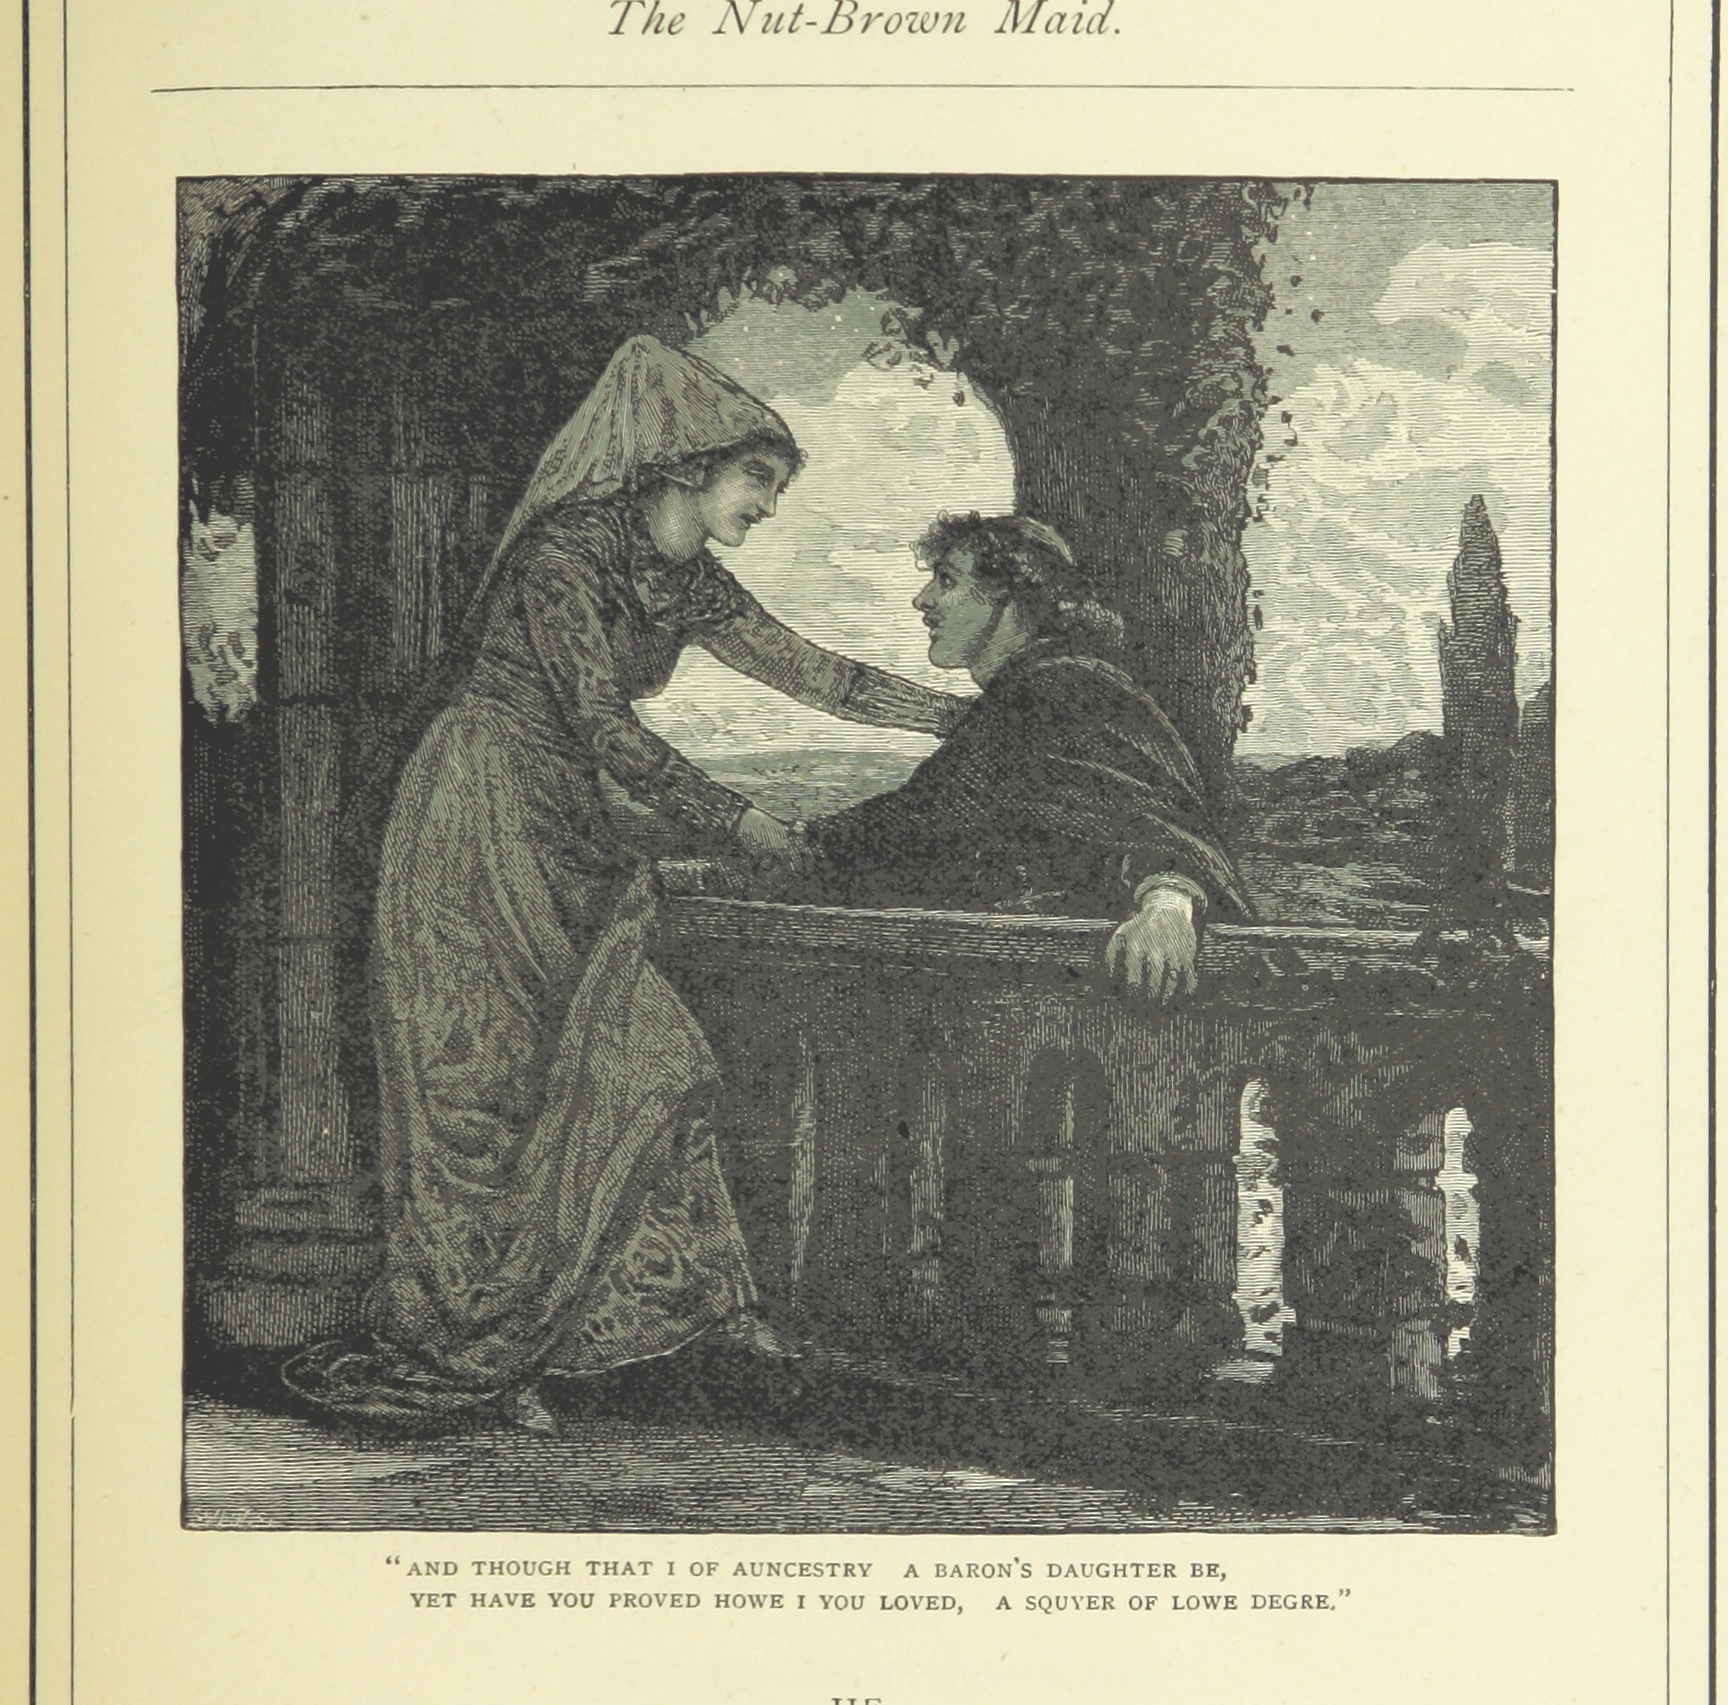 The Nut-Brown Maid.
“AND THOUGH THAT I OF AUNCESTRY A BARON'S DAUGHTER BE,
YET HAVE YOU PROVED HOWE I YOU LOVED, A SQUYER OF LOWE DEGRE.”
HE